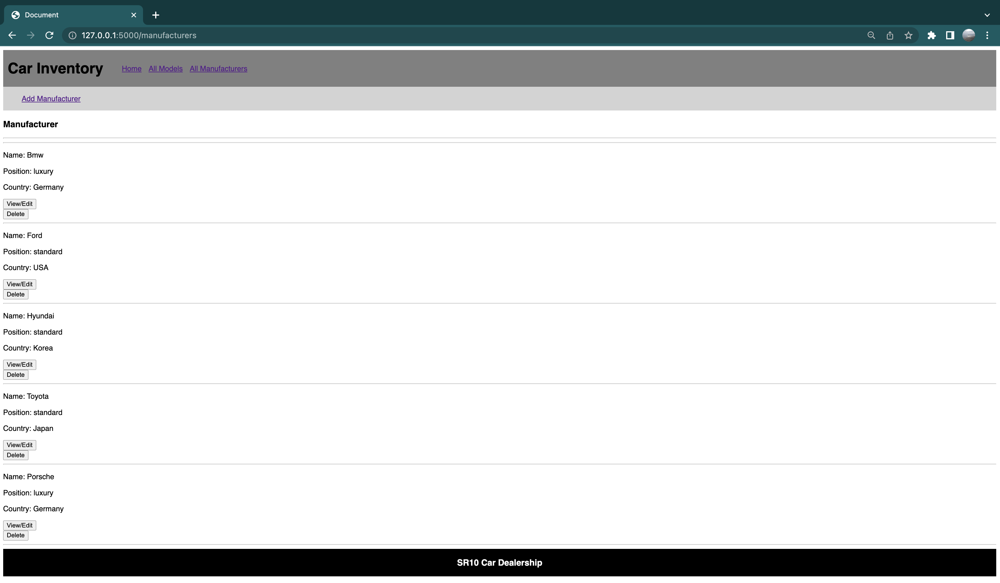 Document
127.0.0.1:5000/manufacturers
Car Inventory Home All Models All Manufacturers
Add Manufacturer
Manufacturer
Name: Bmw
Position: luxury
Country: Germany
View/Edit
Delete
Name: Ford
Position: standard
Country: USA
View/Edit
Delete
Name: Hyundai
Position: standard
Country: Korea
View/Edit
Delete
Name: Toyota
Position: standard
Country: Japan
View/Edit
Delete
Name: Porsche
Position: luxury
Country: Germany
View/Edit
Delete
SR10 Car Dealership